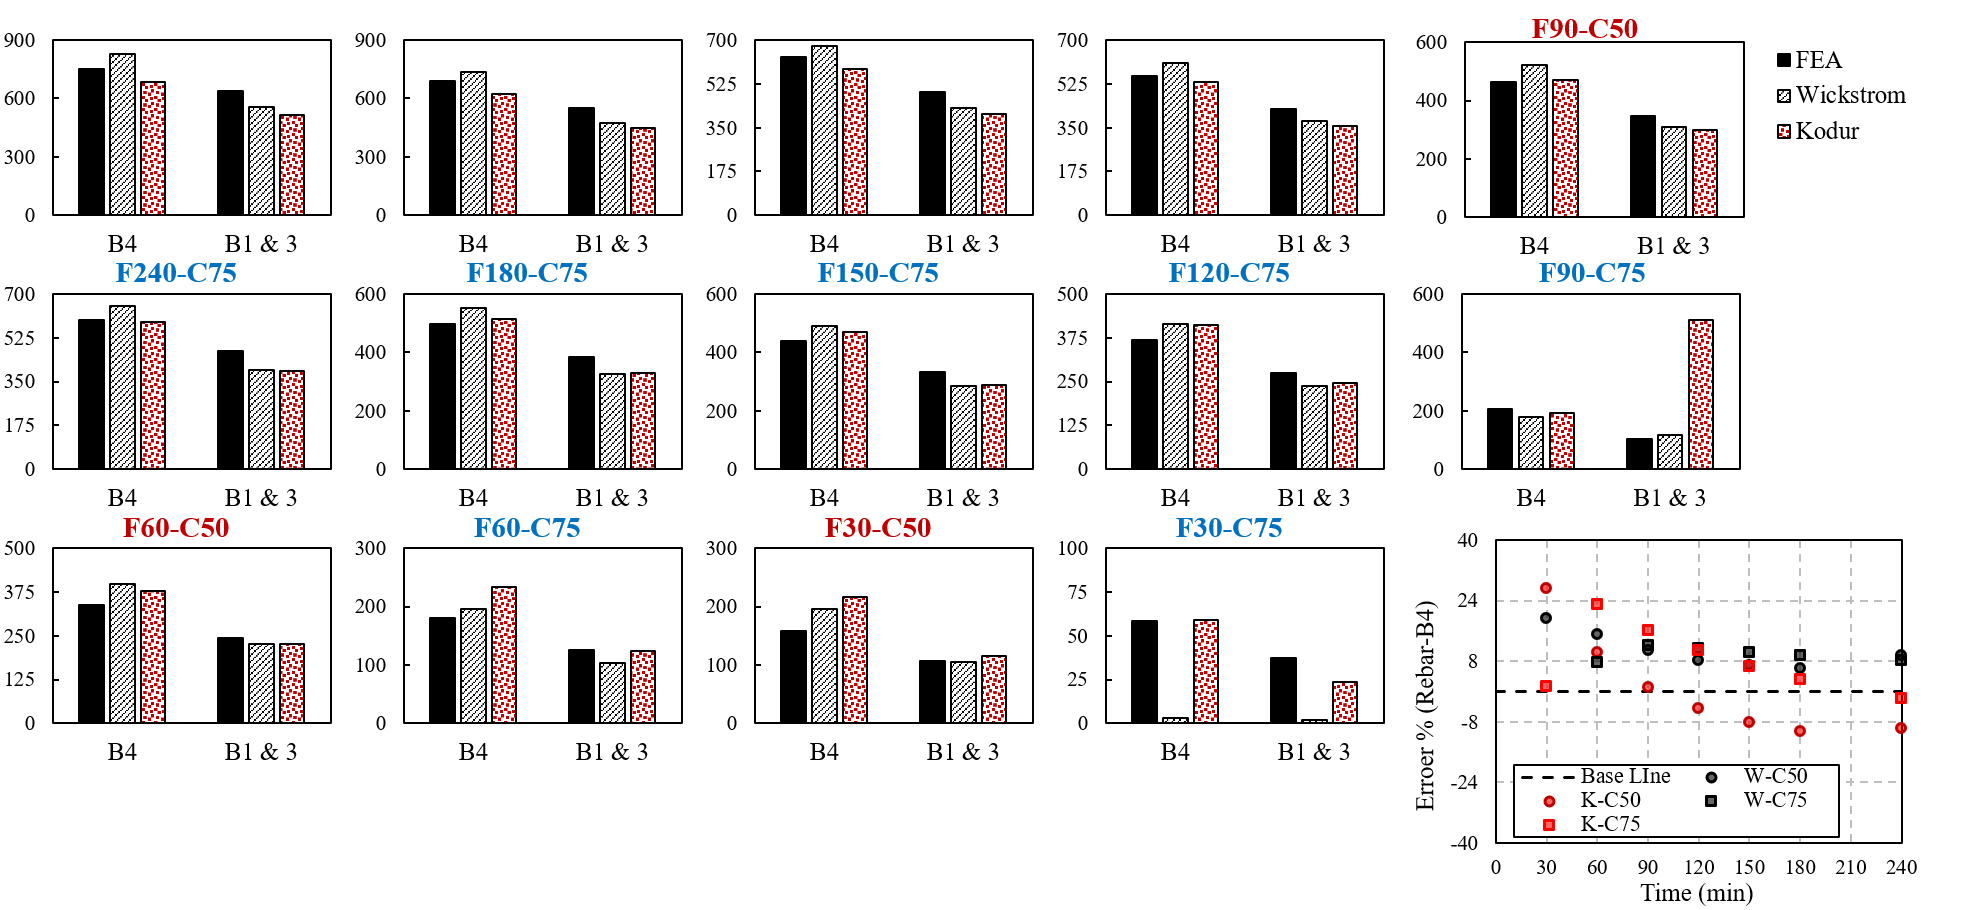 F90-C50
900
600
300
0
B4 B1 & 3
900
600
300
0
B4 B1 & 3
700
525
350
175
0
B4 B1 & 3
700
525
350
175
0
B4 B1 & 3
600
400
200
0
B4 B1 & 3
FEA
Wickstrom
Kodur
F240-C75
700
525
350
175
0
B4 B1 & 3
F180-C75
600
400
200
0
B4 B1 & 3
F150-C75
600
400
200
0
B4 B1 & 3
F120-C75
500
375
250
125
0
B4 B1 & 3
F90-C75
600
400
200
0
B4 B1 & 3
F60-C50
500
375
250
125
0
B4 B1 & 3
F60-C75
300
200
100
0
B4 B1 & 3
F30-C50
300
200
100
0
B4 B1 & 3
F30-C75
100
75
50
25
0
B4 B1 & 3
Erroer % (Rebar-B4)
40
24
8
-8
-24
-40
Base LIne W-C50
K-C50 W-C75
K-C75
0 30 60 90 120 150 180 210 240
Time (min)